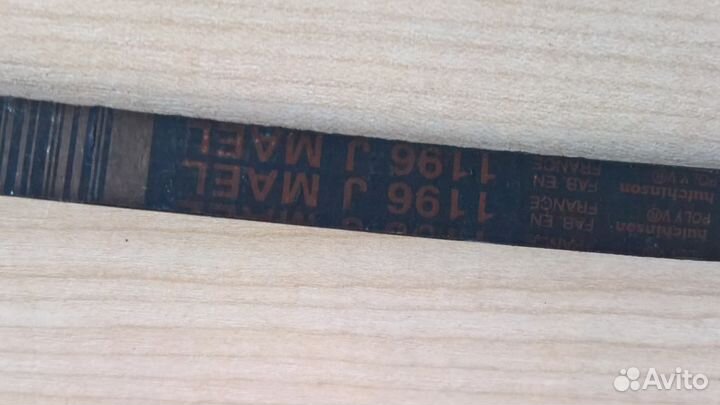 hutchinson
POLY V®
FAB. EN
FRANCE
1196 J MAEL
hutchinson
POLY V®
FAB. EN
FRANCE
1196 J MAEL
Avito